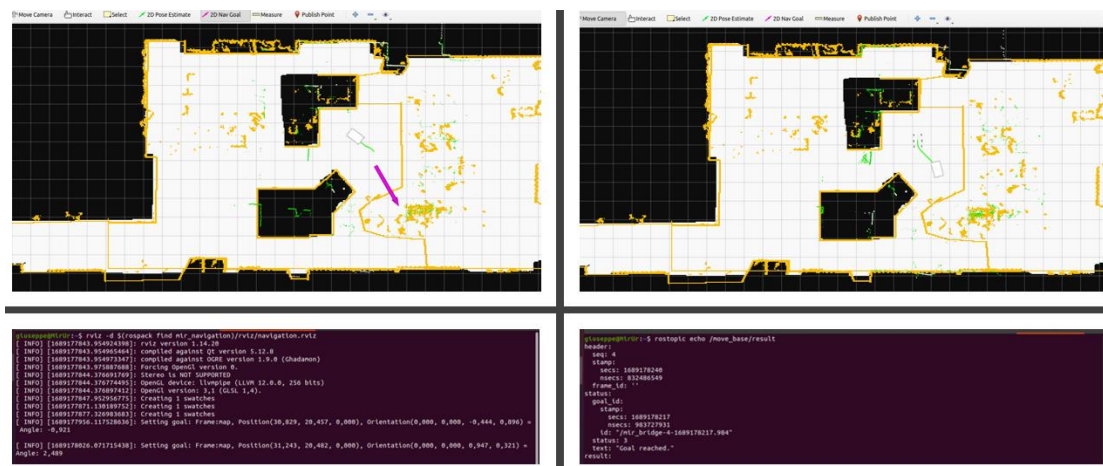 Move Camera Interact Select 2D Pose Estimate 2D Nav Goal Measure Publish Point
Move Camera Interact Select 2D Pose Estimate 2D Nav Goal Measure Publish Point
giuseppe@MirUr:~$ rviz -d $(rospack find mir_navigation)/rviz/navigation.rviz
[ INFO] [1689177843.954924398]: rviz version 1.14.20
[ INFO] [1689177843.954965464]: compiled against Qt version 5.12.8
[ INFO] [1689177843.954973347]: compiled against OGRE version 1.9.0 (Ghadamon)
[ INFO] [1689177843.975887688]: Forcing OpenGl version 0.
[ INFO] [1689177844.376691769]: Stereo is NOT SUPPORTED
[ INFO] [1689177844.376774495]: OpenGL device: llvmpipe (LLVM 12.0.0, 256 bits)
[ INFO] [1689177844.376897412]: OpenGl version: 3,1 (GLSL 1,4).
[ INFO] [1689177847.952956775]: Creating 1 swatches
[ INFO] [1689177871.130189752]: Creating 1 swatches
[ INFO] [1689177877.326983603]: Creating 1 swatches
[ INFO] [1689177956.117528636]: Setting goal: Frame:map, Position(30,829, 20,457, 0,000), Orientation(0,000, 0,000, -0,444, 0,896) =
Angle: -0,921
[ INFO] [1689178026.071715438]: Setting goal: Frame:map, Position(31,243, 20,482, 0,000), Orientation(0,000, 0,000, 0,947, 0,321) =
Angle: 2,489
giuseppe@MirUr:~$ rostopic echo /move_base/result
header:
seq: 4
stamp:
secs: 1689178240
nsecs: 832486549
frame_id: ''
status:
goal_id:
stamp:
secs: 1689178217
nsecs: 983727931
id: "/mir_bridge-4-1689178217.984"
status: 3
text: "Goal reached."
result: